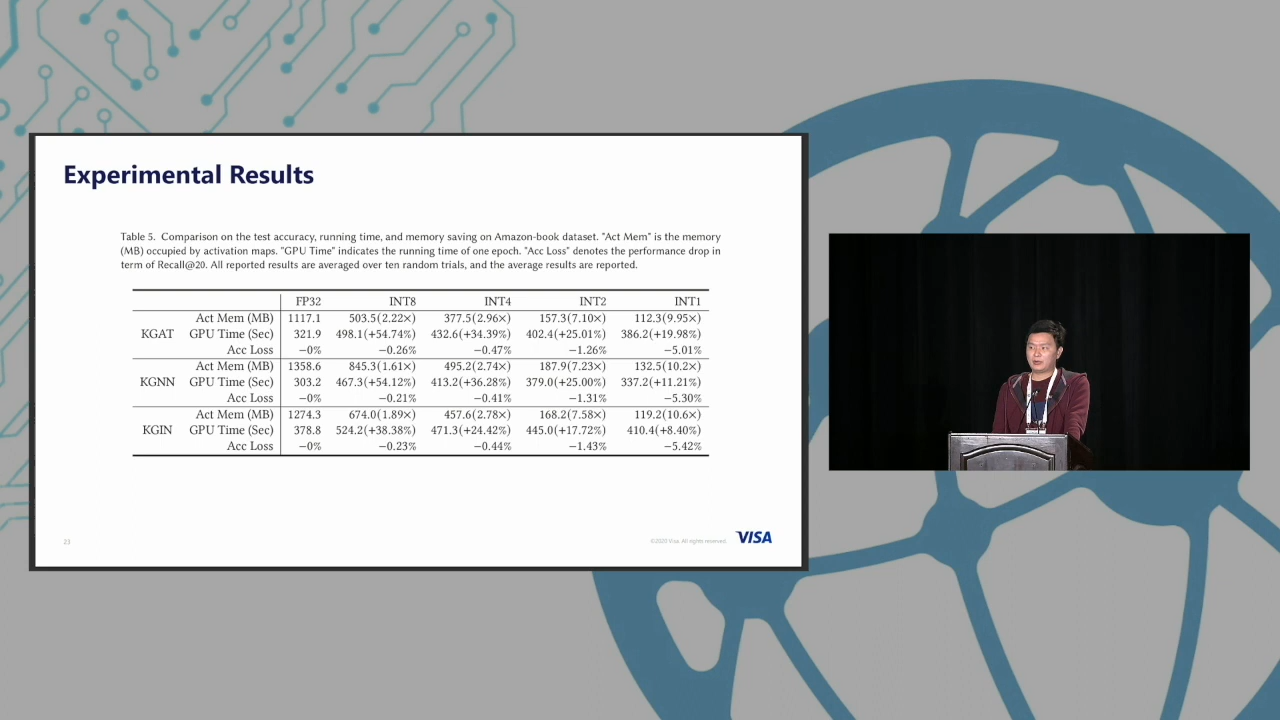 Experimental Results
Table 5. Comparison on the test accuracy, running time, and memory saving on Amazon-book dataset. "Act Mem" is the memory
(MB) occupied by activation maps. "GPU Time" indicates the running time of one epoch. "Acc Loss" denotes the performance drop in
term of Recall@20. All reported results are averaged over ten random trials, and the average results are reported.
FP32 INT8 INT4 INT2 INT1
Act Mem (MB) 1117.1 503.5(2.22×) 377.5(2.96×) 157.3(7.10×) 112.3(9.95×)
KGAT GPU Time (Sec) 321.9 498.1(+54.74%) 432.6(+34.39%) 402.4(+25.01%) 386.2(+19.98%)
Acc Loss −0% −0.26% −0.47% −1.26% −5.01%
Act Mem (MB) 1358.6 845.3(1.61×) 495.2(2.74×) 187.9(7.23×) 132.5(10.2×)
KGNN GPU Time (Sec) 303.2 467.3(+54.12%) 413.2(+36.28%) 379.0(+25.00%) 337.2(+11.21%)
Acc Loss −0% −0.21% −0.41% −1.31% −5.30%
Act Mem (MB) 1274.3 674.0(1.89×) 457.6(2.78×) 168.2(7.58×) 119.2(10.6×)
KGIN GPU Time (Sec) 378.8 524.2(+38.38%) 471.3(+24.42%) 445.0(+17.72%) 410.4(+8.40%)
Acc Loss −0% −0.23% −0.44% −1.43% −5.42%
23
©2020 Visa. All rights reserved.
VISA